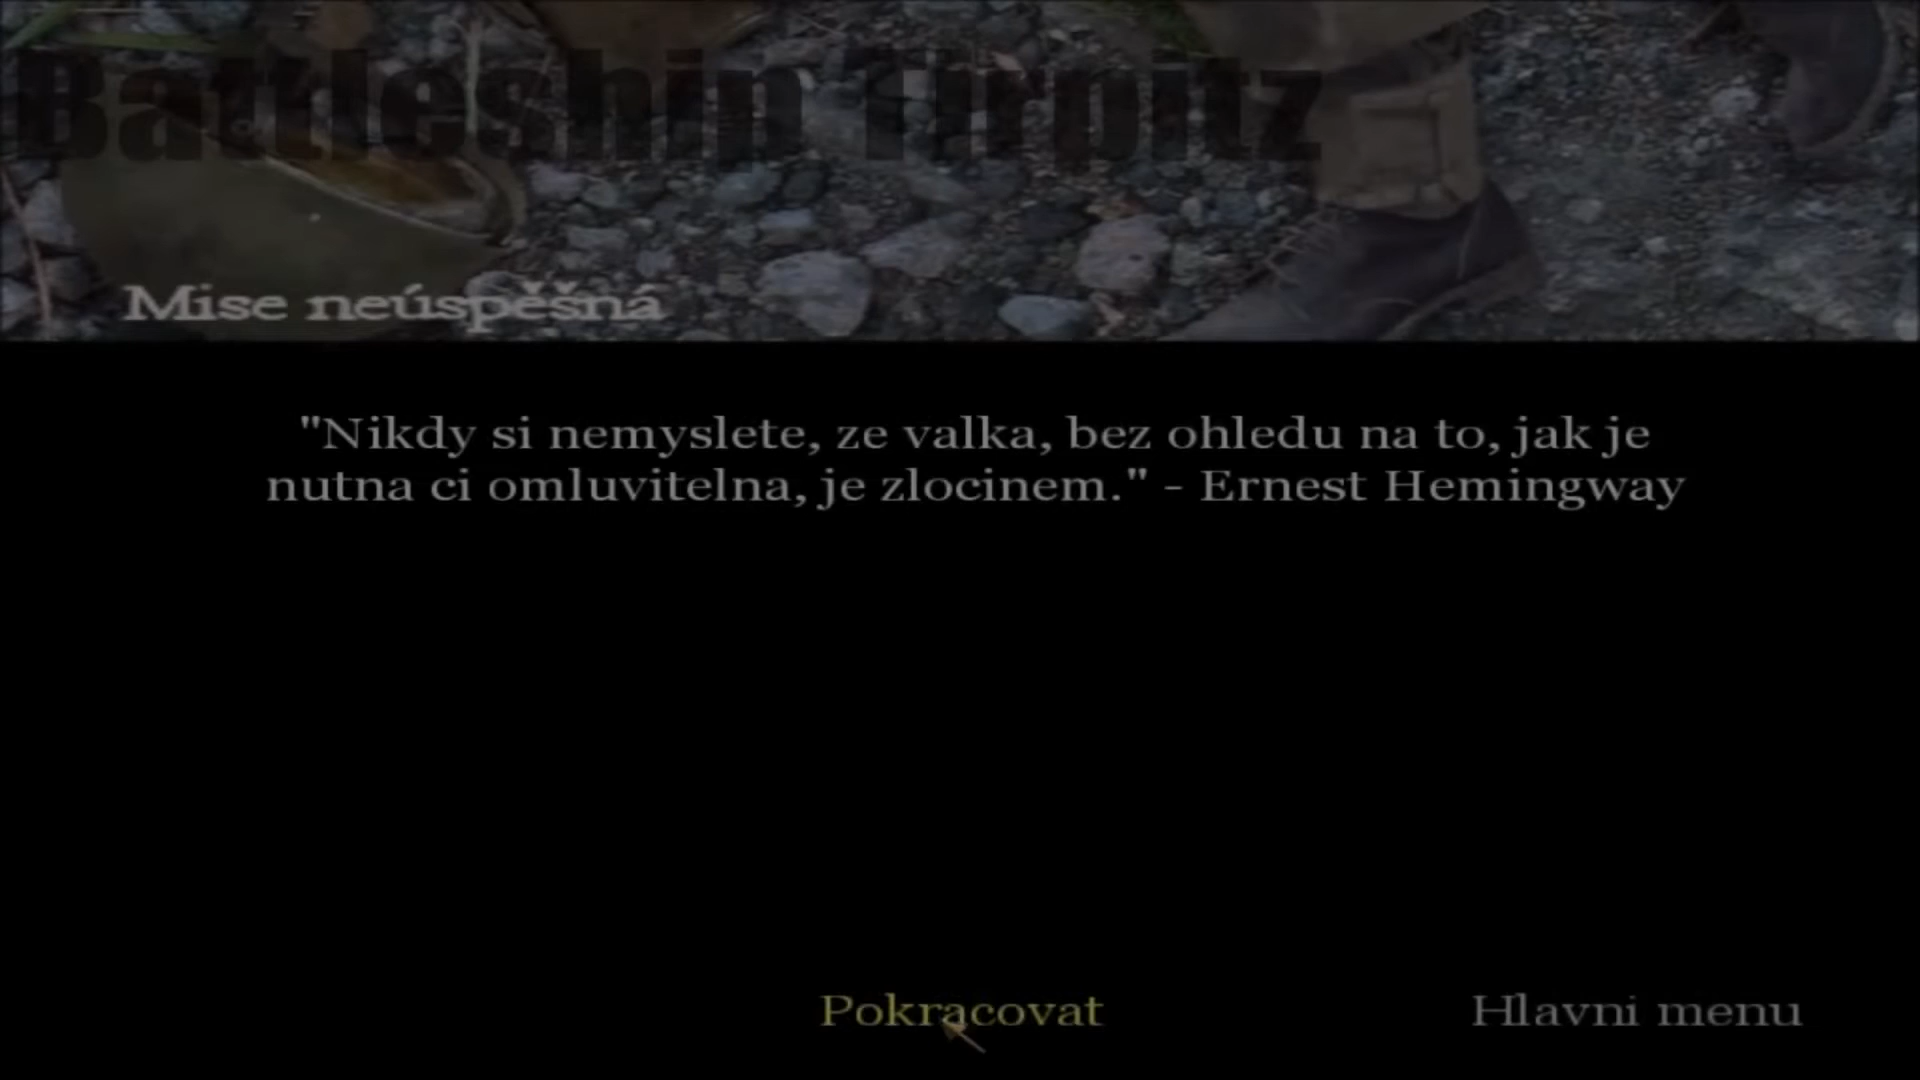 Battleship Tirpitz
Mise neúspěšná
"Nikdy si nemyslete, ze valka, bez ohledu na to, jak je
nutna ci omluvitelna, je zlocinem." - Ernest Hemingway
Pokracovat
Hlavni menu